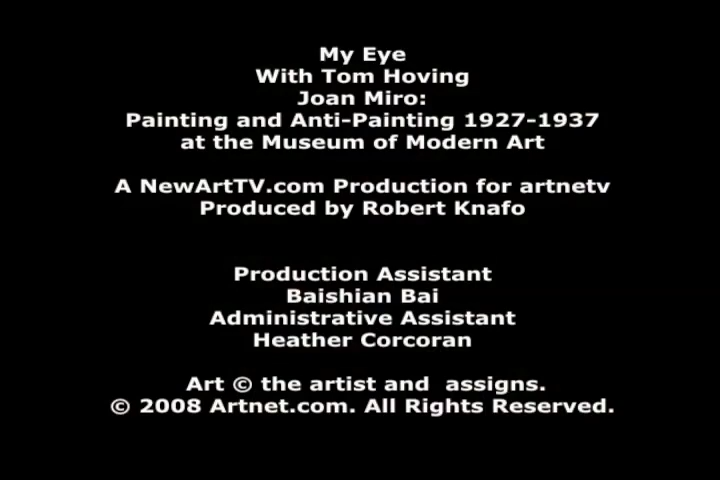 My Eye
With Tom Hoving
Joan Miro:
Painting and Anti-Painting 1927-1937
at the Museum of Modern Art
A NewArtTV.com Production for artnetv
Produced by Robert Knafo
Production Assistant
Baishian Bai
Administrative Assistant
Heather Corcoran
Art © the artist and  assigns.
© 2008 Artnet.com. All Rights Reserved.